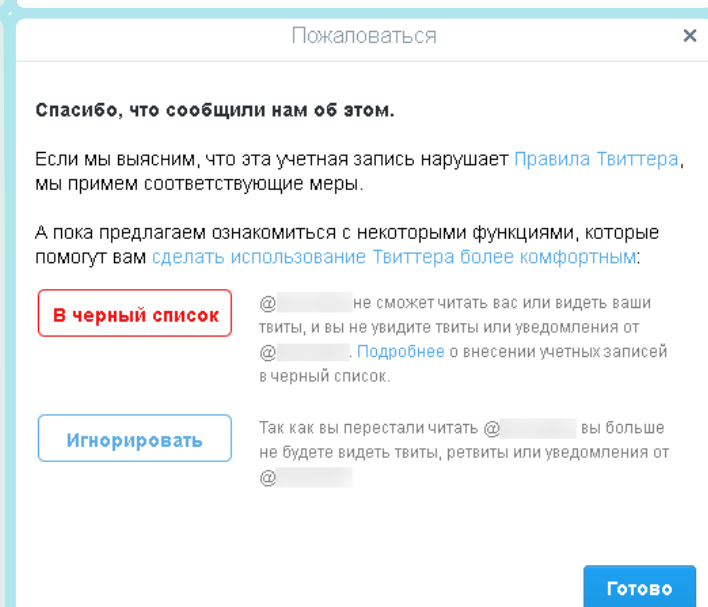 Пожаловаться
Спасибо, что сообщили нам об этом.
Если мы выясним, что эта учетная запись нарушает Правила Твиттера,
мы примем соответствующие меры.
А пока предлагаем ознакомиться с некоторыми функциями, которые
помогут вам сделать использование Твиттера более комфортным:
В черный список
@ не сможет читать вас или видеть ваши
твиты, и вы не увидите твиты или уведомления от
@ . Подробнее о внесении учетных записей
в черный список.
Игнорировать
Так как вы перестали читать @ вы больше
не будете видеть твиты, ретвиты или уведомления от
@
Готово